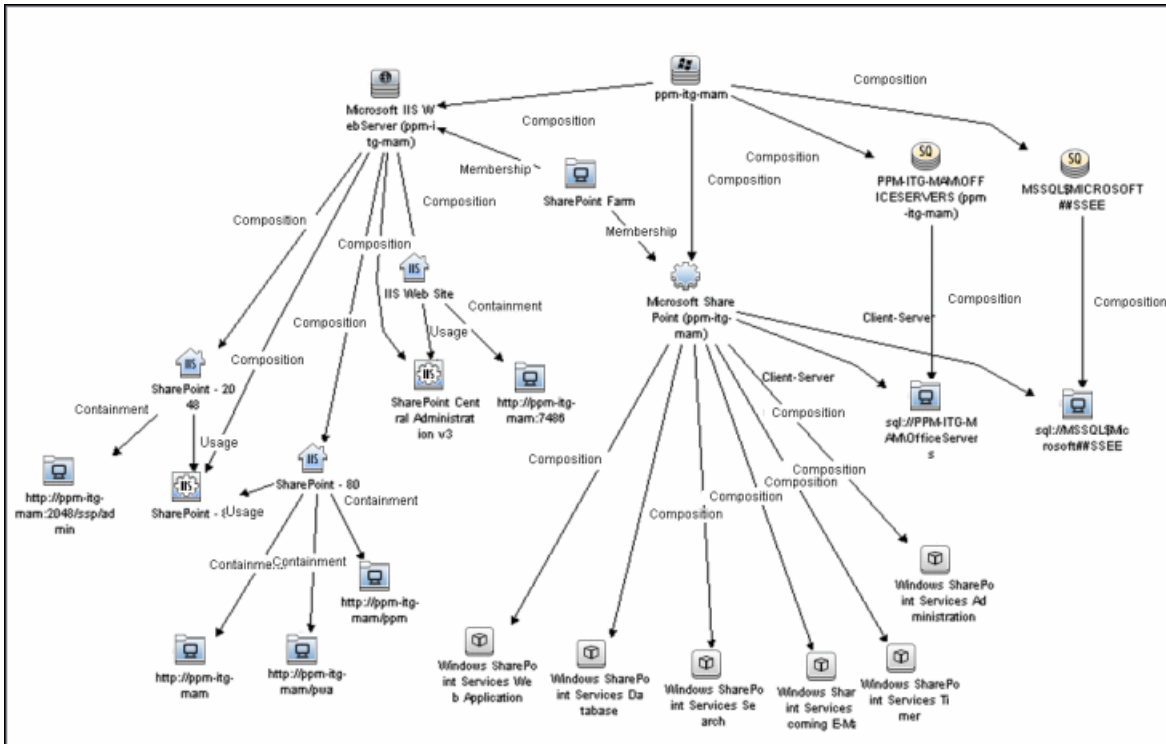 Composition
ppm-itg-mam
Microsoft IIS W
ebServer (ppm-i
tg-mam)
Composition
Membership
SharePoint Farm
Composition
Composition
PPM-ITG-MAM\OFF
ICESERVERS (ppm
-itg-mam)
MSSQL$MICROSOFT
##SSEE
Composition
Composition
Composition
Membership
IIS Web Site
Microsoft Share
Point (ppm-itg-
mam)
Containment
Usage
Composition
Composition
Client-Server
Composition
Composition
SharePoint - 20
48
Containment
Usage
SharePoint Cent
ral Administrat
ion v3
http://ppm-itg-
mam:7486
Client-Server
Composition
sql://PPM-ITG-M
AM\OfficeServer
s
sql://MSSQL$Mic
rosoft##SSEE
http://ppm-itg-
mam:2048/ssp/ad
min
SharePoint -
Usage
SharePoint - 80
Containment
Composition
Composition
Composition
Composition
Containment
http://ppm-itg-
mam/ppm
http://ppm-itg-
mam
http://ppm-itg-
mam/pwa
Windows SharePo
int Services Ad
ministration
Windows SharePo
int Services We
b Application
Windows SharePo
int Services Da
tabase
Windows SharePo
int Services Se
arch
Windows Shar
int Services
coming E-Ma
Windows SharePo
int Services Ti
mer